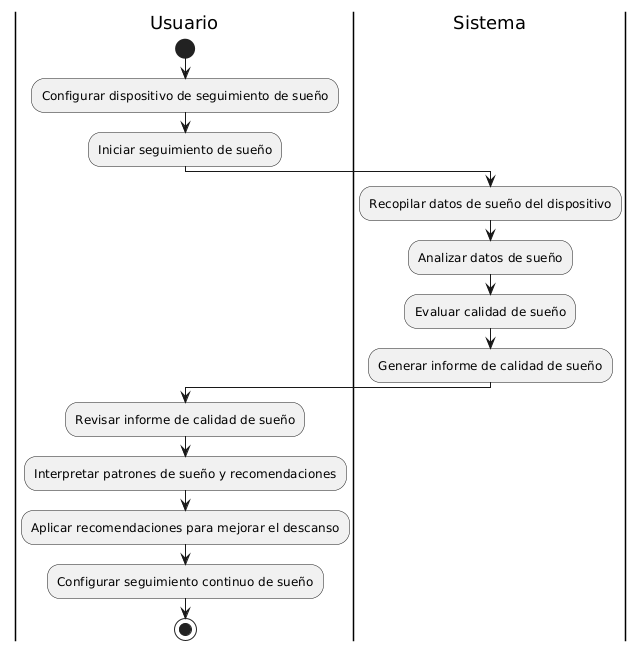 Usuario
Sistema
Configurar dispositivo de seguimiento de sueño
Iniciar seguimiento de sueño
Recopilar datos de sueño del dispositivo
Analizar datos de sueño
Evaluar calidad de sueño
Generar informe de calidad de sueño
Revisar informe de calidad de sueño
Interpretar patrones de sueño y recomendaciones
Aplicar recomendaciones para mejorar el descanso
Configurar seguimiento continuo de sueño